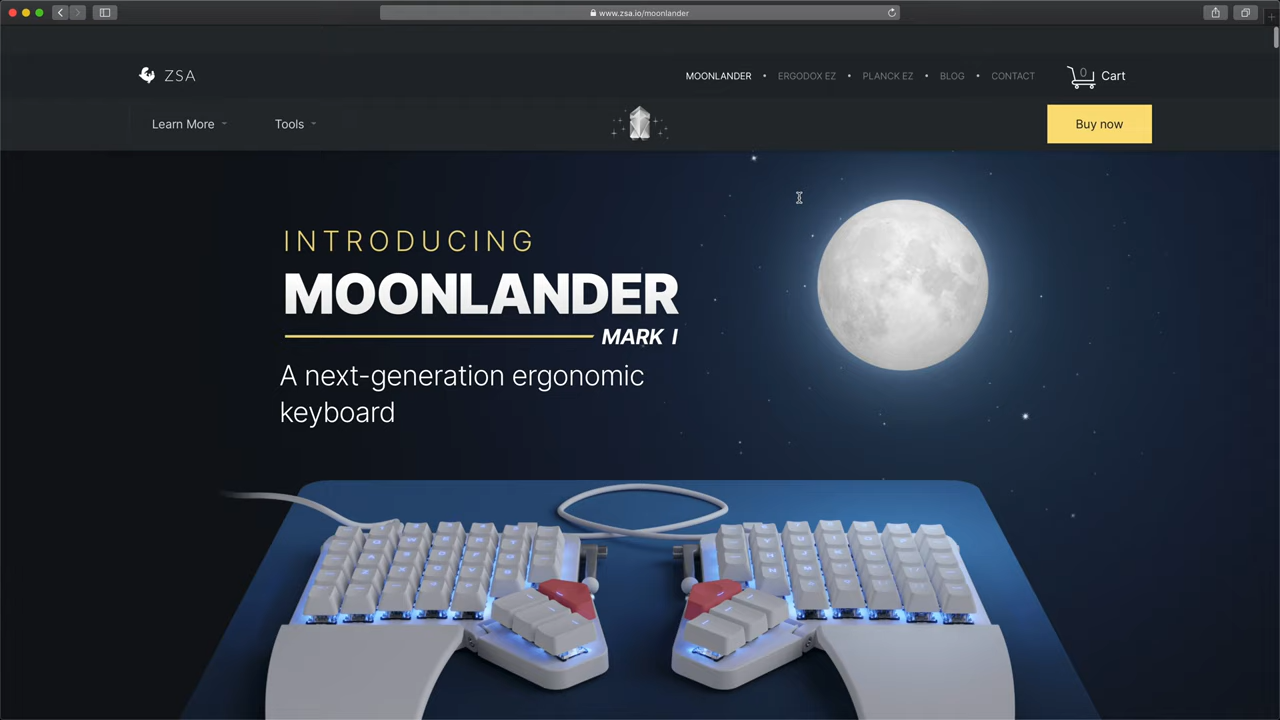 www.zsa.io/moonlander
ZSA
MOONLANDER • ERGODOX EZ • PLANCK EZ • BLOG • CONTACT
0 Cart
Learn More
Tools
Buy now
INTRODUCING
MOONLANDER
MARK I
A next-generation ergonomic
keyboard